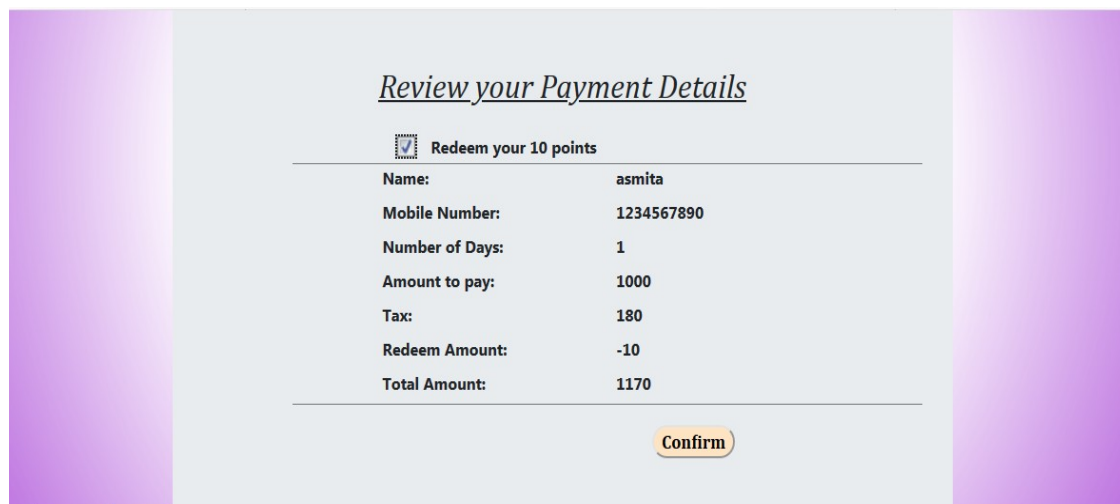 Review your Payment Details
Redeem your 10 points
Name: asmita
Mobile Number: 1234567890
Number of Days: 1
Amount to pay: 1000
Tax: 180
Redeem Amount: -10
Total Amount: 1170
Confirm